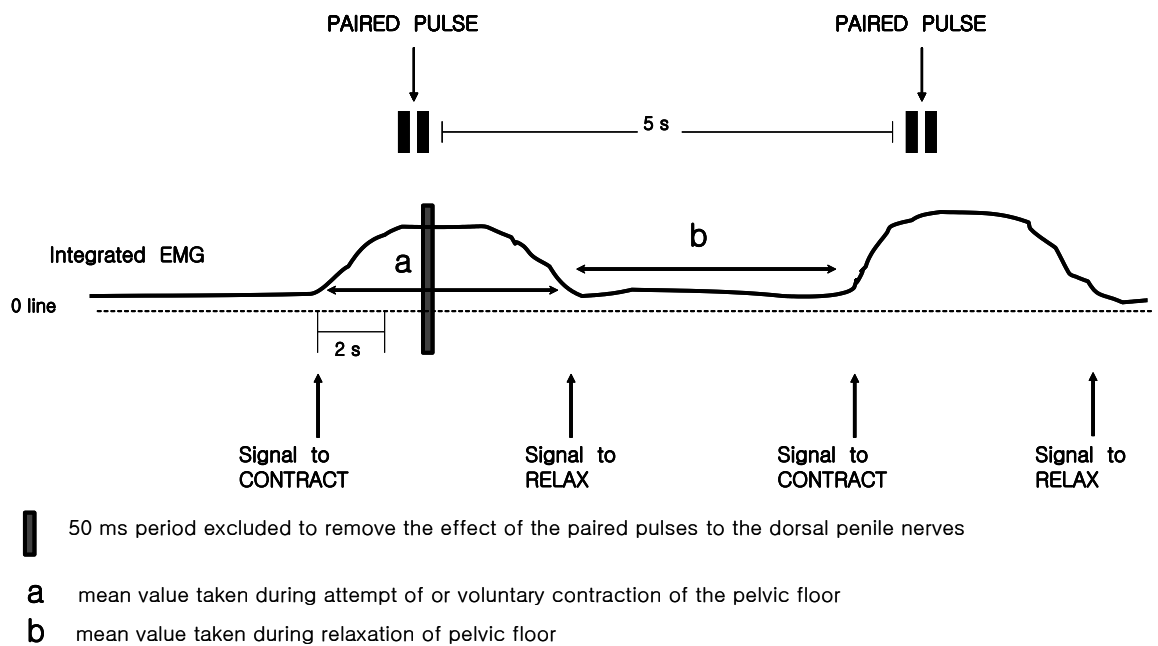 PAIRED PULSE
PAIRED PULSE
5 s
Integrated EMG
a
b
0 line
2 s
Signal to
CONTRACT
Signal to
RELAX
Signal to
CONTRACT
Signal to
RELAX
50 ms period excluded to remove the effect of the paired pulses to the dorsal penile nerves
a mean value taken during attempt of or voluntary contraction of the pelvic floor
b mean value taken during relaxation of pelvic floor